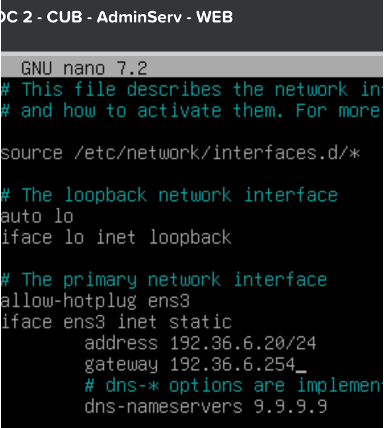 DC 2 - CUB - AdminServ - WEB
GNU nano 7.2
# This file describes the network in
# and how to activate them. For more
source /etc/network/interfaces.d/*
# The loopback network interface
auto lo
iface lo inet loopback
# The primary network interface
allow-hotplug ens3
iface ens3 inet static
address 192.36.6.20/24
gateway 192.36.6.254_
# dns-* options are implemen
dns-nameservers 9.9.9.9